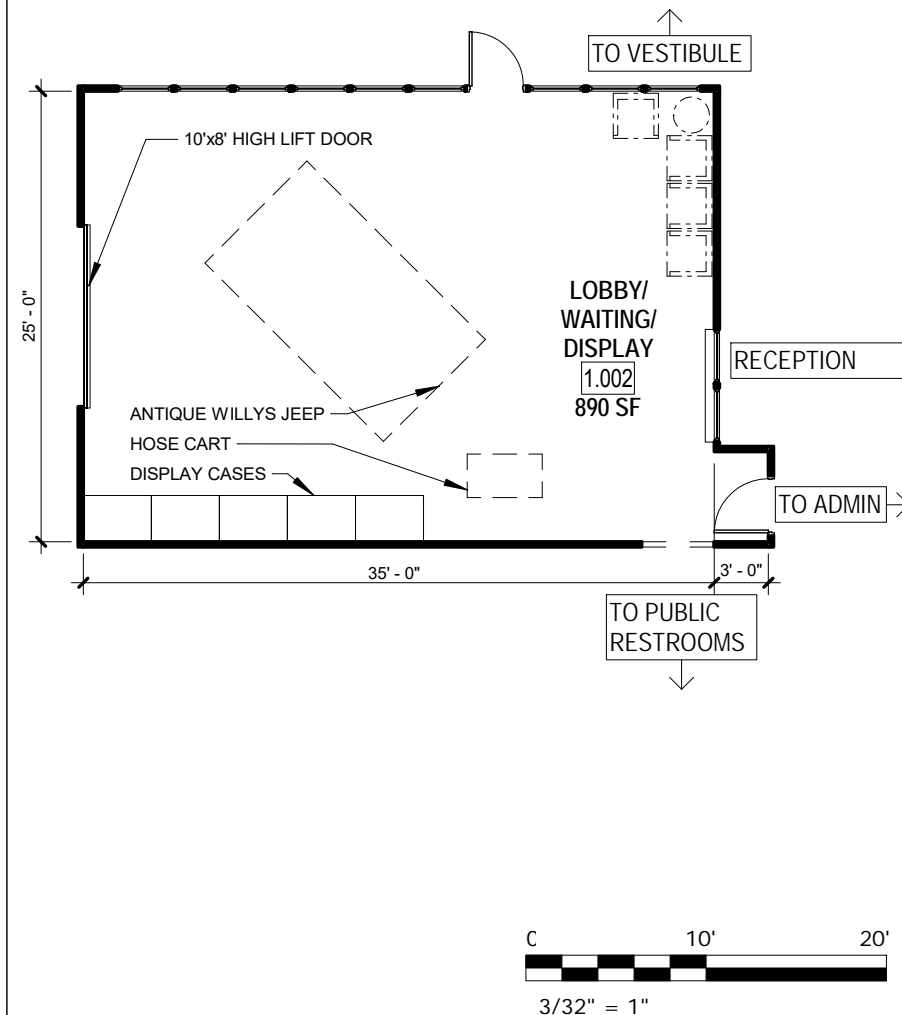 TO VESTIBULE
10'x8' HIGH LIFT DOOR
25' - 0"
LOBBY/
WAITING/
DISPLAY
1.002
890 SF
RECEPTION
ANTIQUE WILLYS JEEP
HOSE CART
DISPLAY CASES
TO ADMIN
35' - 0"
3' - 0"
TO PUBLIC
RESTROOMS
0 10' 20'
3/32" = 1"